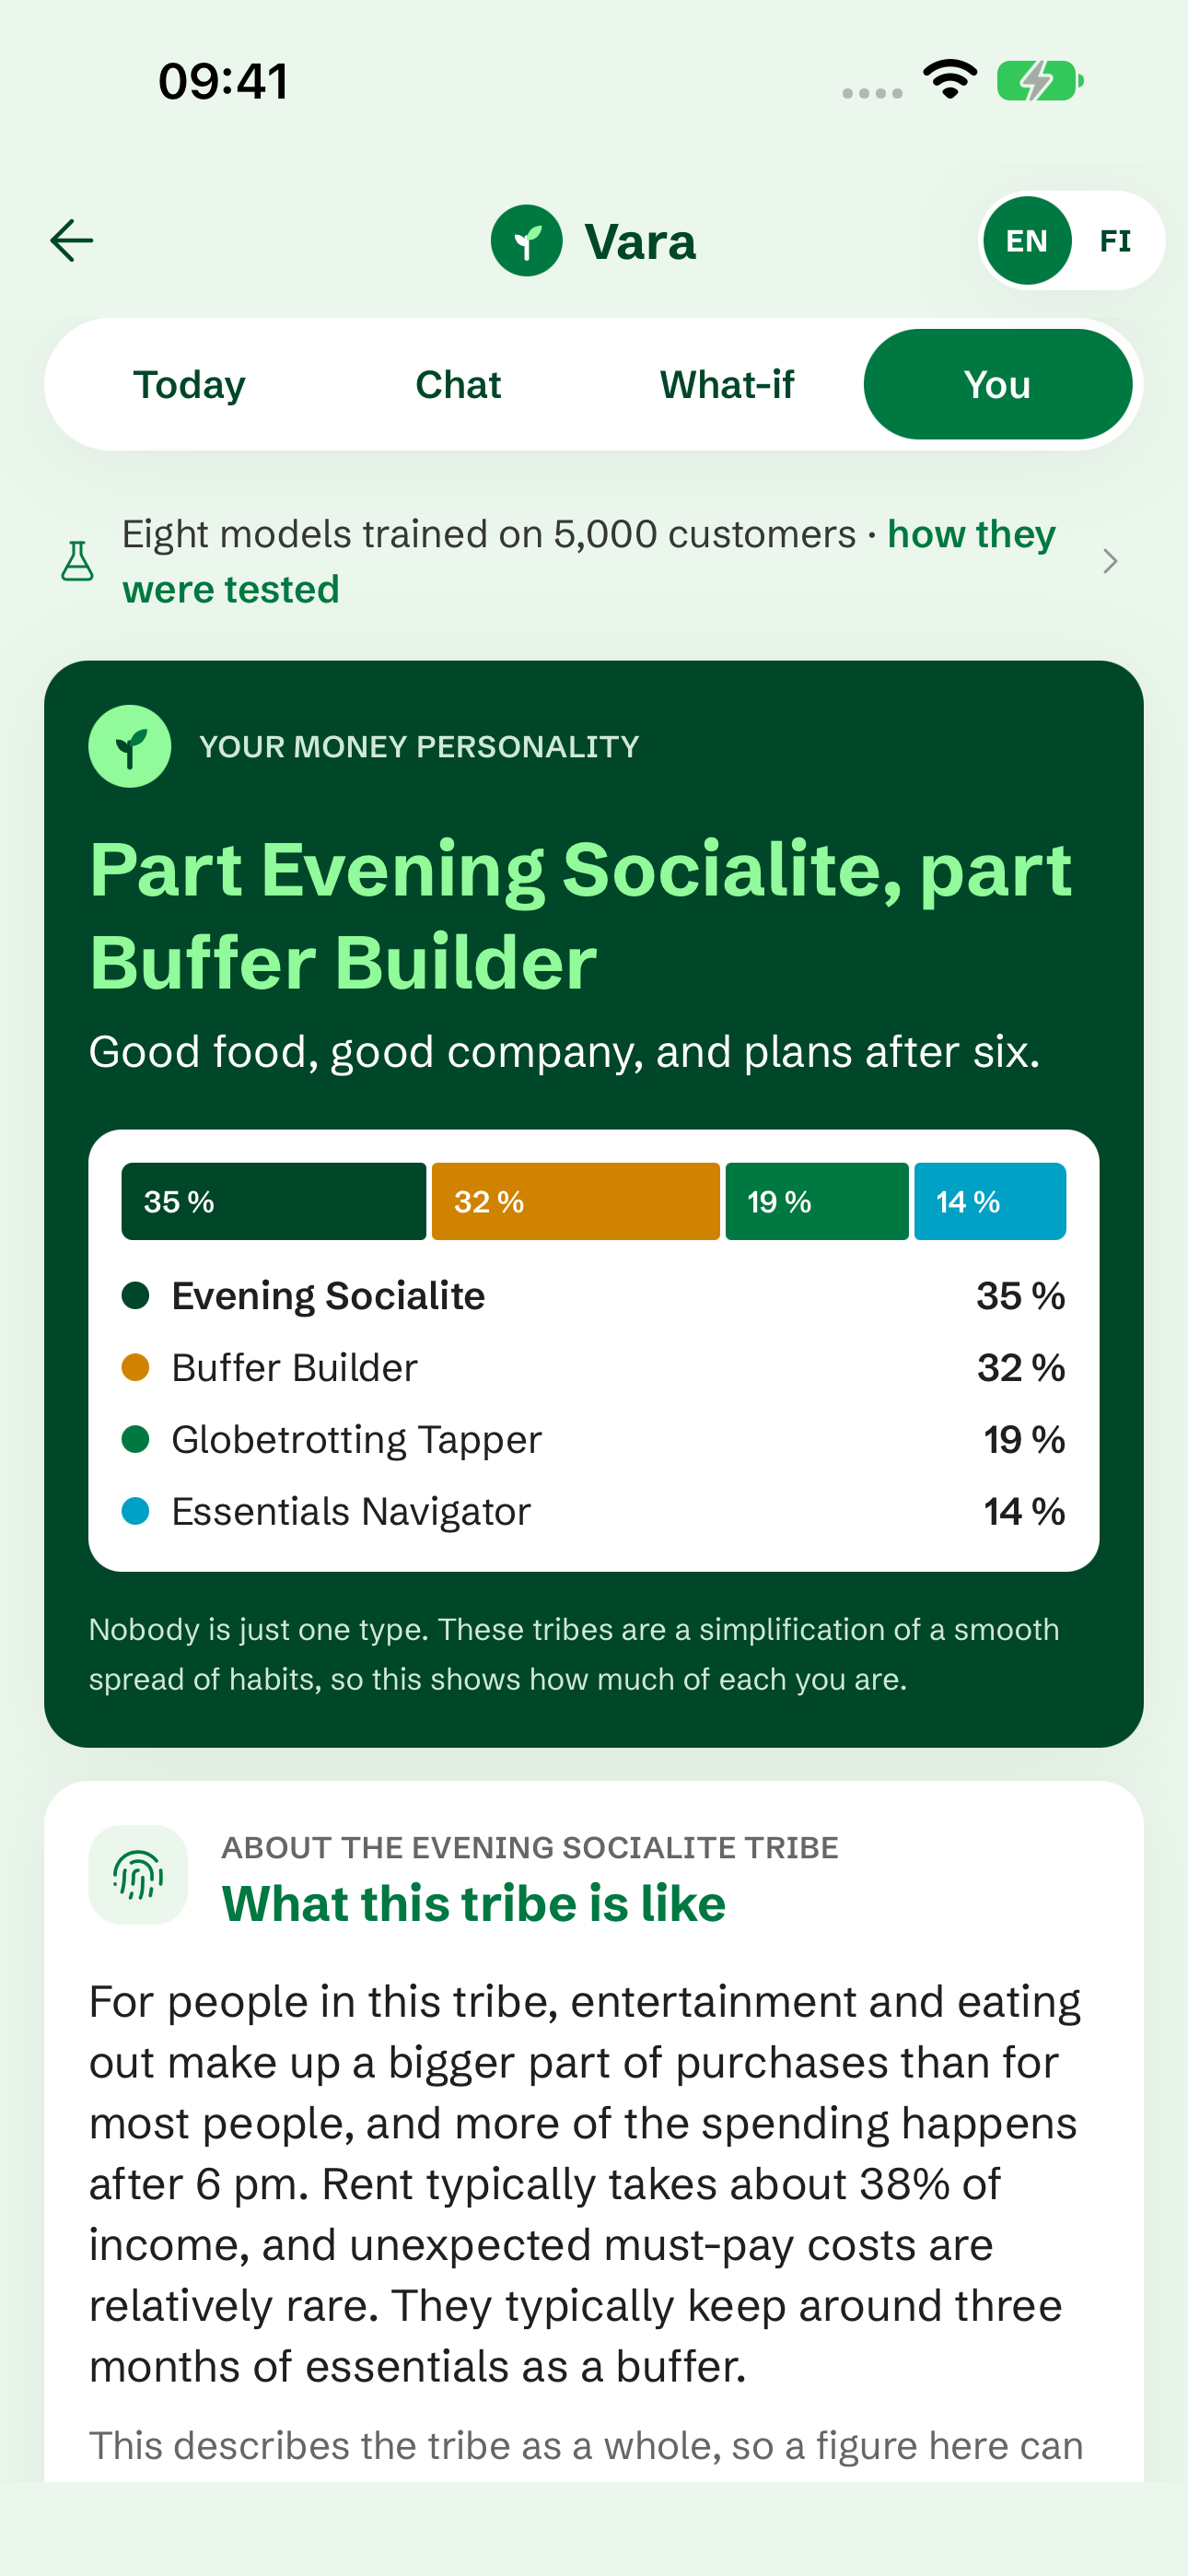 09:41
Vara
EN FI
Today Chat What-if You
Eight models trained on 5,000 customers · how they
were tested
YOUR MONEY PERSONALITY
Part Evening Socialite, part
Buffer Builder
Good food, good company, and plans after six.
35 % 32 % 19 % 14 %
Evening Socialite 35 %
Buffer Builder 32 %
Globetrotting Tapper 19 %
Essentials Navigator 14 %
Nobody is just one type. These tribes are a simplification of a smooth
spread of habits, so this shows how much of each you are.
ABOUT THE EVENING SOCIALITE TRIBE
What this tribe is like
For people in this tribe, entertainment and eating
out make up a bigger part of purchases than for
most people, and more of the spending happens
after 6 pm. Rent typically takes about 38% of
income, and unexpected must-pay costs are
relatively rare. They typically keep around three
months of essentials as a buffer.
This describes the tribe as a whole, so a figure here can